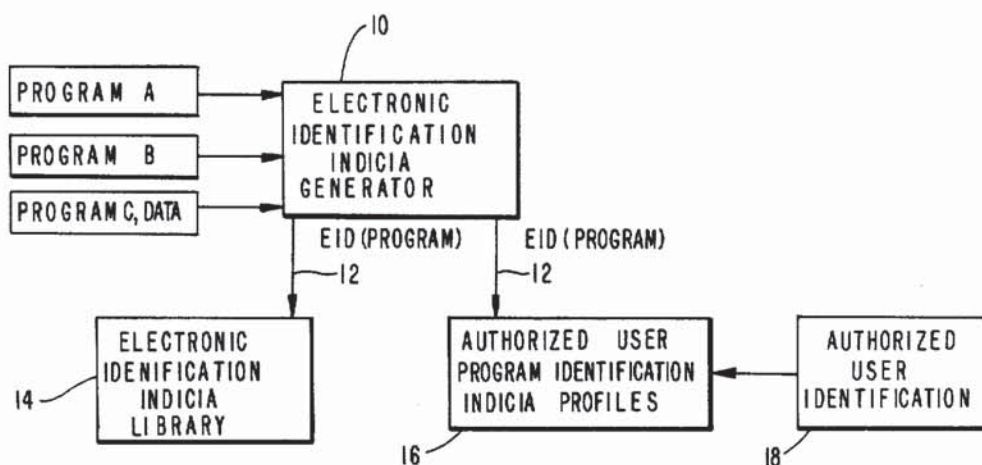 10
PROGRAM A
PROGRAM B
PROGRAM C, DATA
ELECTRONIC
IDENTIFICATION
INDICIA
GENERATOR
EID (PROGRAM)
12
EID (PROGRAM)
12
ELECTRONIC
IDENIFICATION
INDICIA
LIBRARY
14
AUTHORIZED USER
PROGRAM IDENTIFICATION
INDICIA PROFILES
16
AUTHORIZED
USER
IDENTIFICATION
18